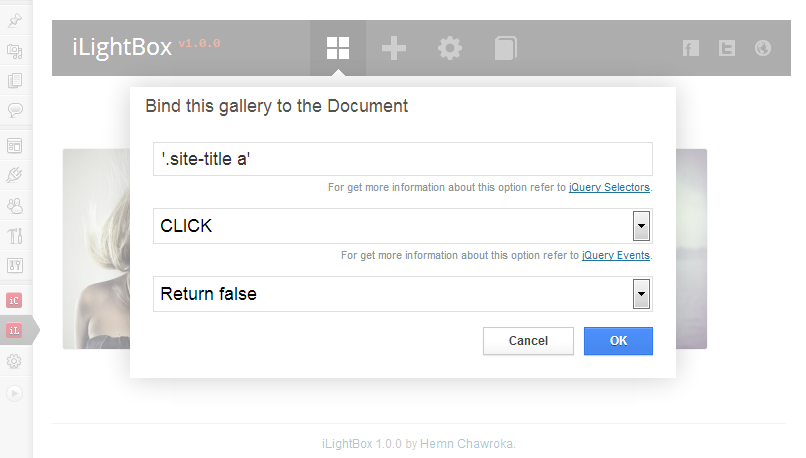 iLightBox v1.0.0
Bind this gallery to the Document
'.site-title a'
For get more information about this option refer to jQuery Selectors.
CLICK
For get more information about this option refer to jQuery Events.
Return false
Cancel OK
iC
iL
iLightBox 1.0.0 by Hemn Chawroka.